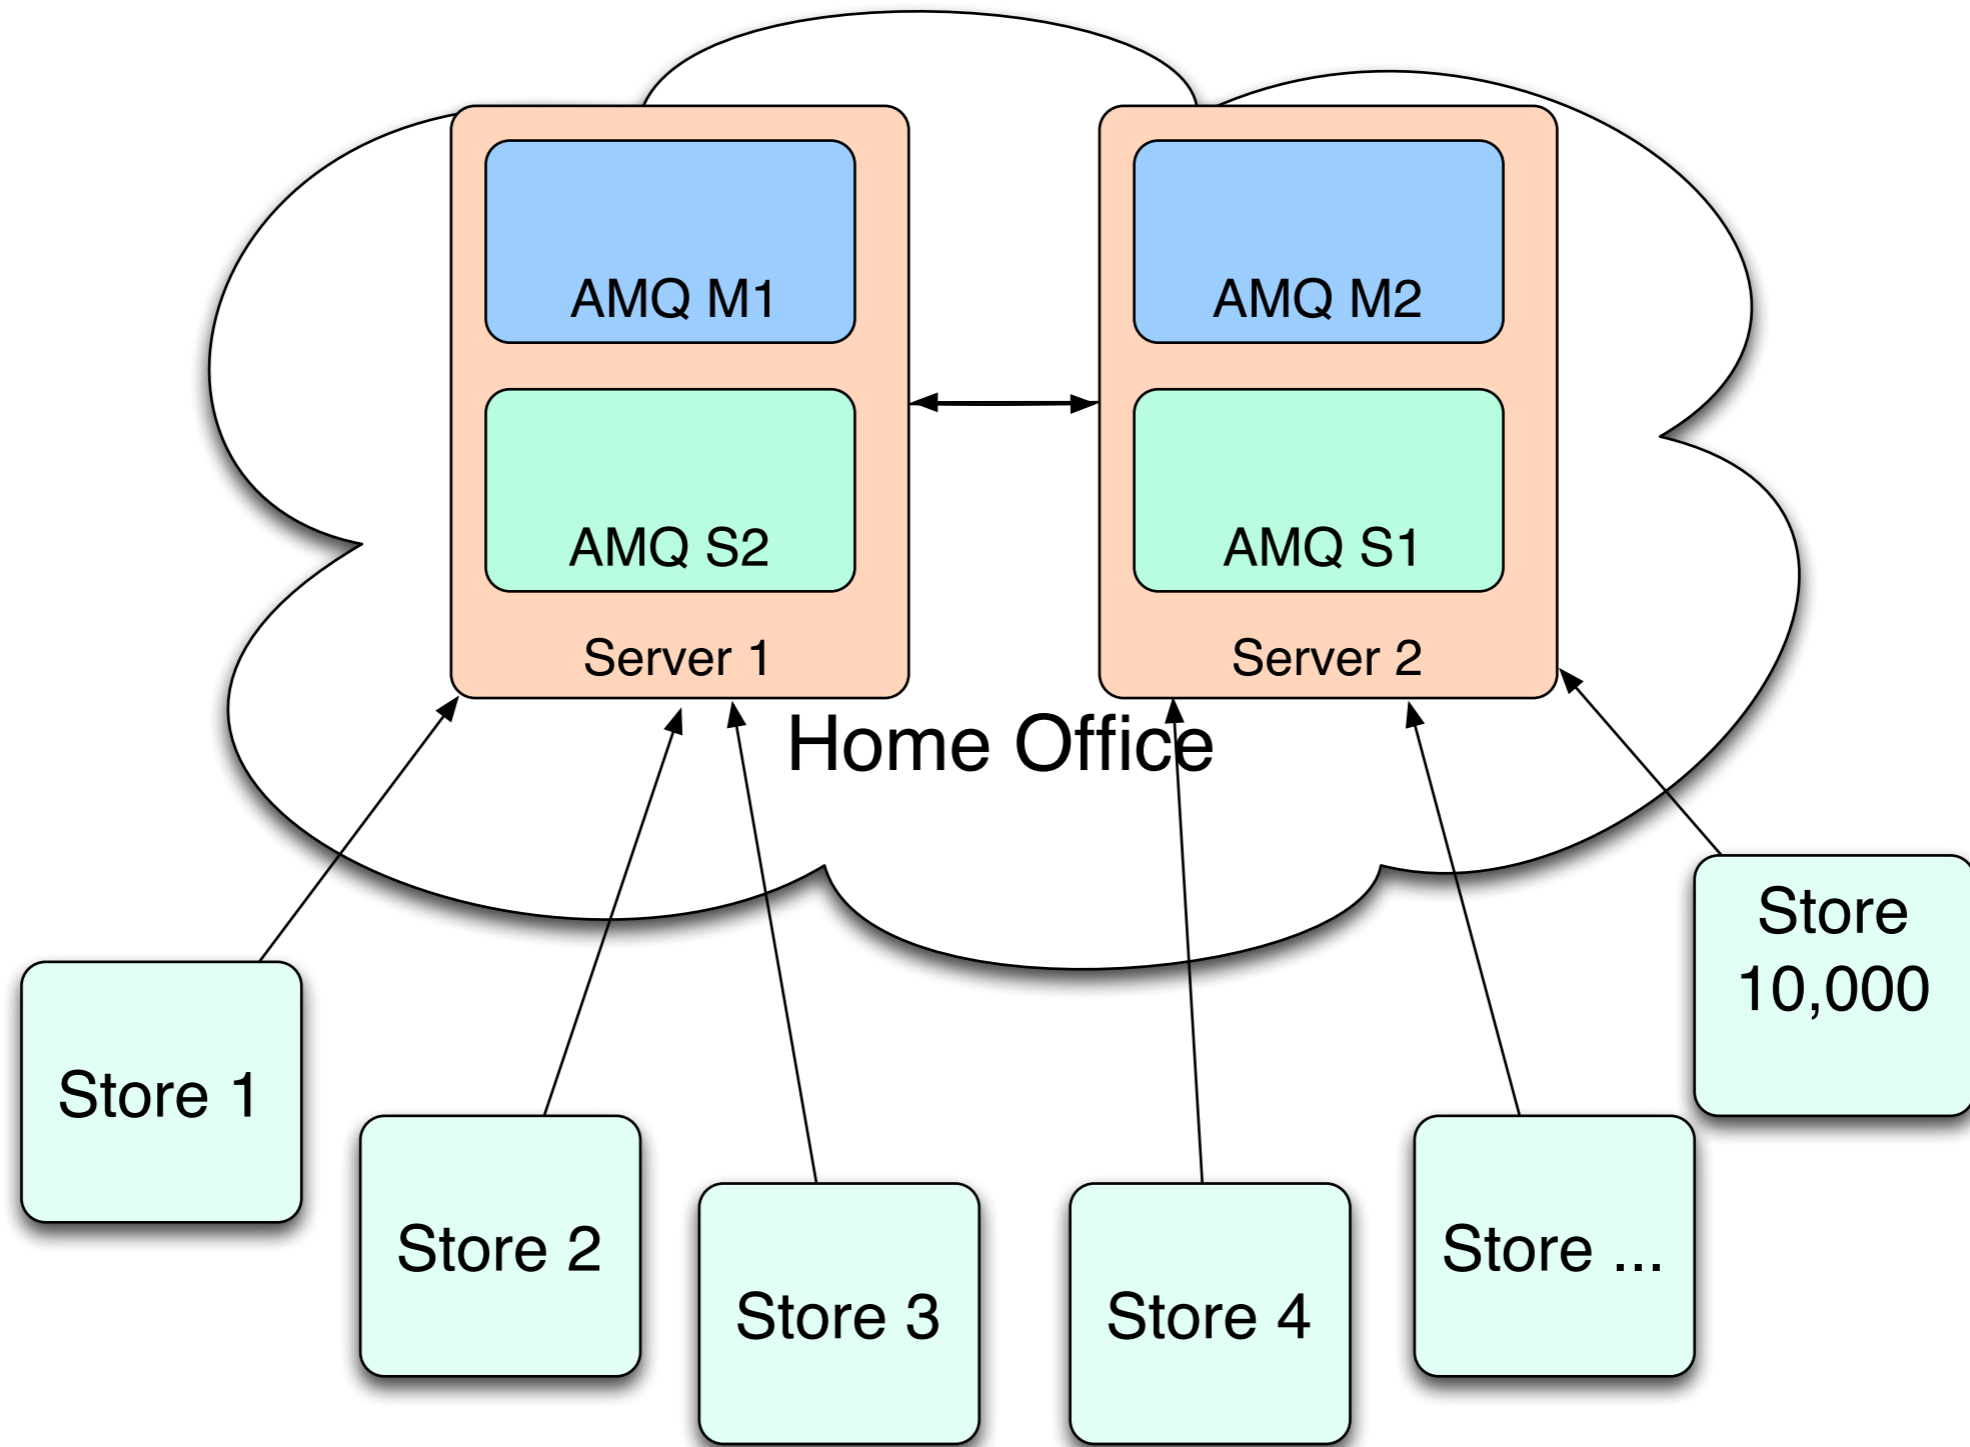 AMQ M1
AMQ M2
AMQ S2
AMQ S1
Server 1
Server 2
Home Office
Store
10,000
Store 1
Store 2
Store ...
Store 3
Store 4